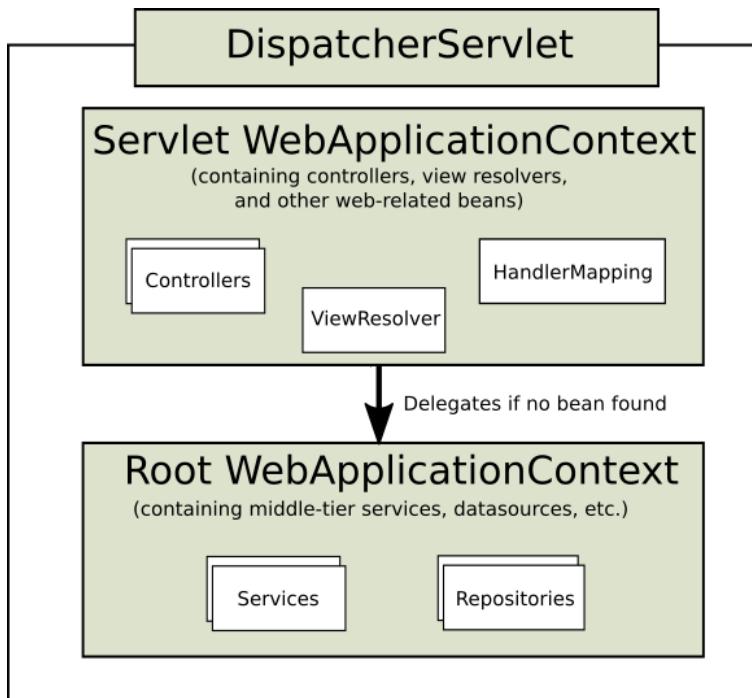 DispatcherServlet
Servlet WebApplicationContext
(containing controllers, view resolvers,
and other web-related beans)
Controllers
HandlerMapping
ViewResolver
Delegates if no bean found
Root WebApplicationContext
(containing middle-tier services, datasources, etc.)
Services
Repositories